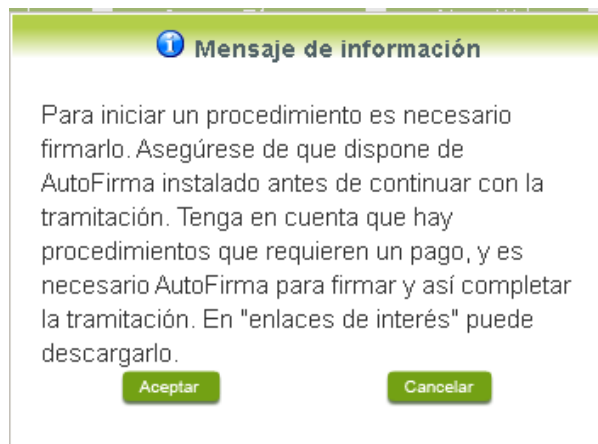 Mensaje de información
Para iniciar un procedimiento es necesario
firmarlo. Asegúrese de que dispone de
AutoFirma instalado antes de continuar con la
tramitación. Tenga en cuenta que hay
procedimientos que requieren un pago, y es
necesario AutoFirma para firmar y así completar
la tramitación. En "enlaces de interés" puede
descargarlo.
Aceptar Cancelar